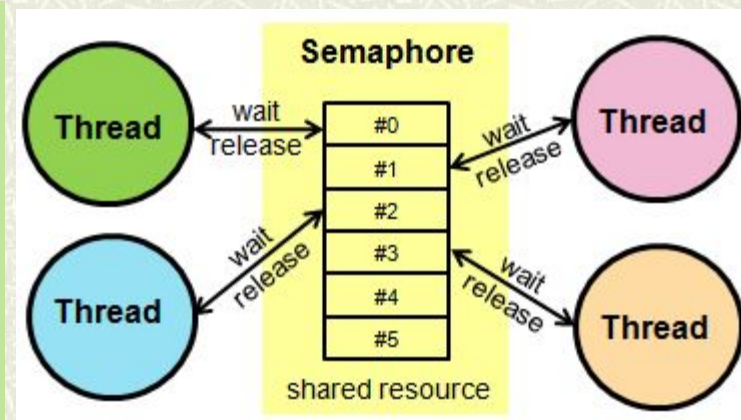 Semaphore
Thread
wait
release
#0
#1
#2
#3
#4
#5
wait
release
Thread
Thread
wait
release
wait
release
Thread
shared resource